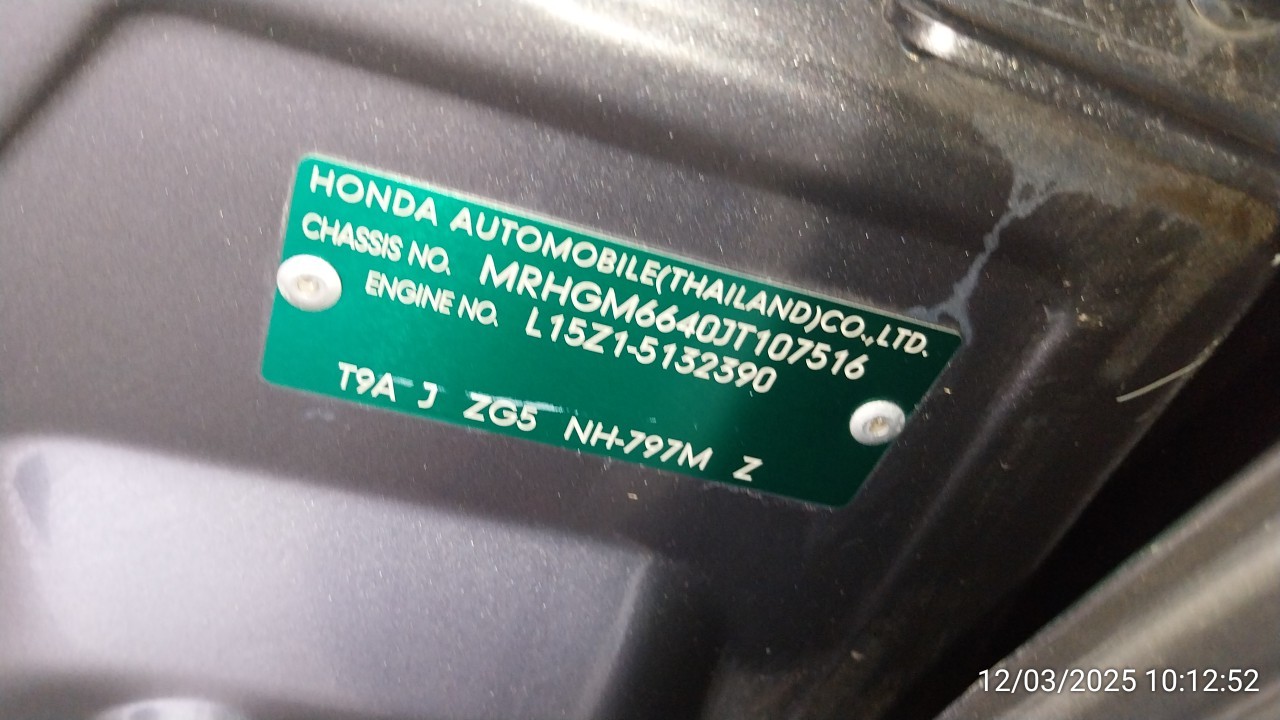 HONDA AUTOMOBILE(THAILAND)CO.,LTD.
CHASSIS NO. MRHGM6640JT107516
ENGINE NO. L15Z1-5132390
T9A J ZG5 NH-797M Z
12/03/2025 10:12:52